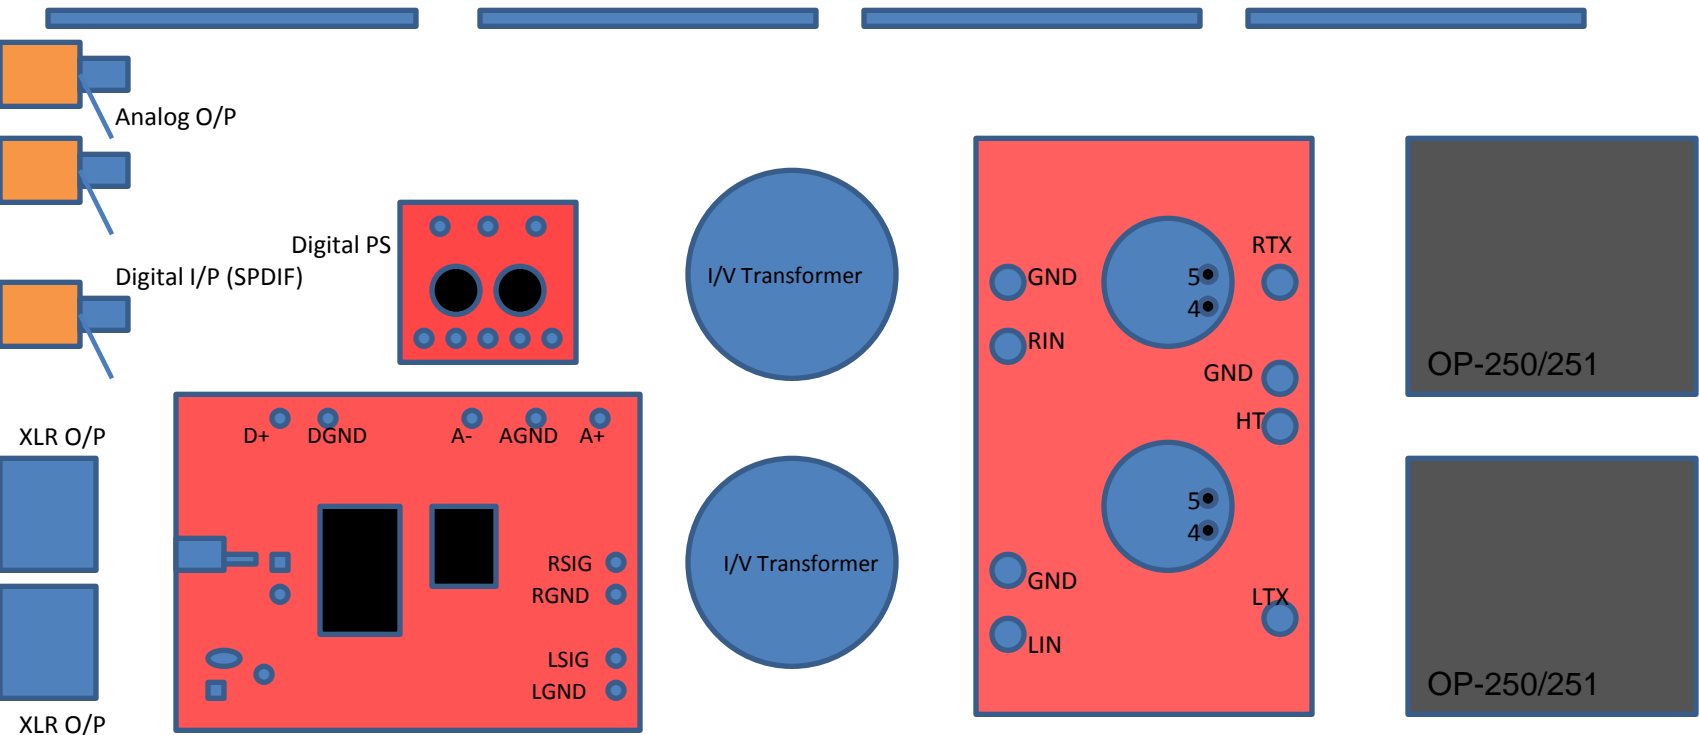 Analog O/P
Digital PS
Digital I/P (SPDIF)
XLR O/P
XLR O/P
D+ DGND A- AGND A+
RSIG
RGND
LSIG
LGND
I/V Transformer
I/V Transformer
GND
RIN
GND
LIN
5
4
5
4
RTX
GND
HT
LTX
OP-250/251
OP-250/251